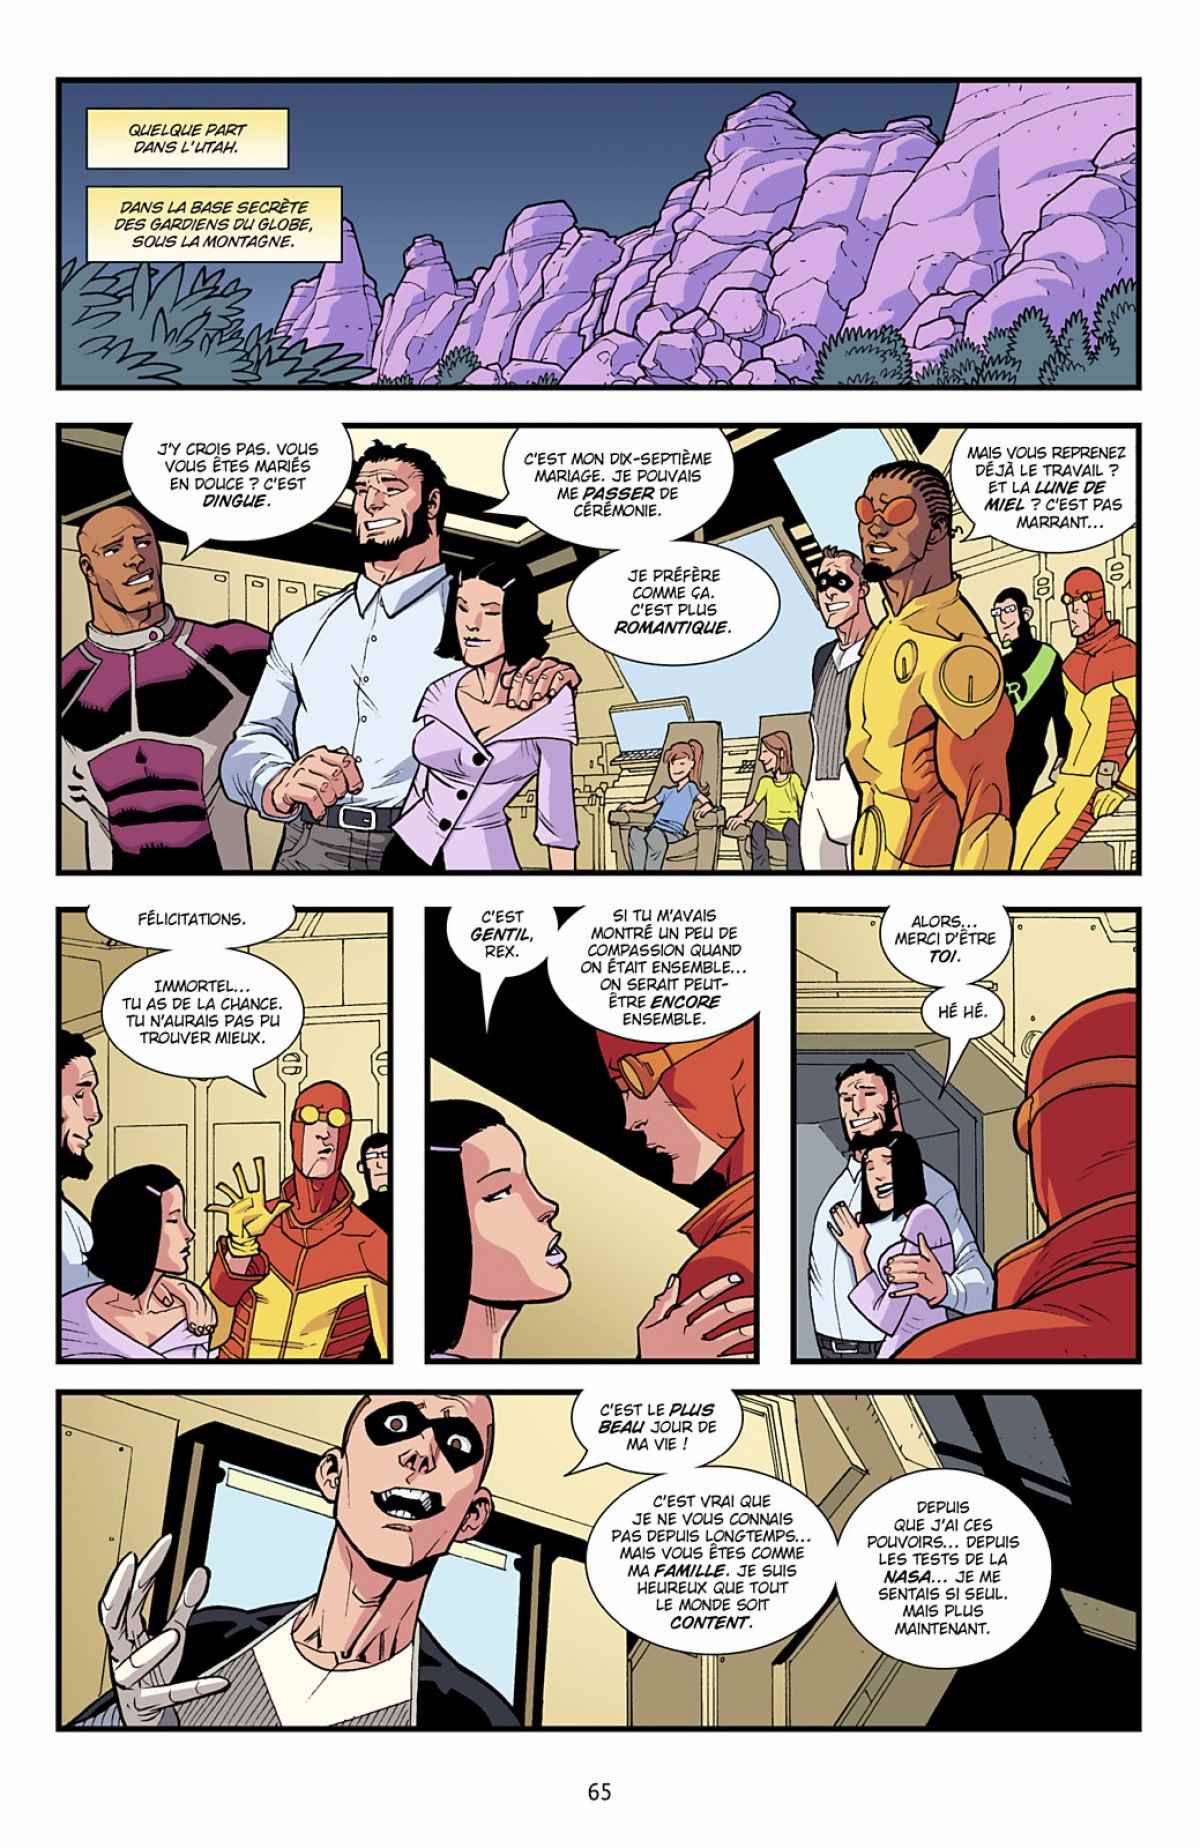 QUELQUE PART
DANS L'UTAH.
DANS LA BASE SECRÈTE
DES GARDIENS DU GLOBE,
SOUS LA MONTAGNE.
J'Y CROIS PAS. VOUS
VOUS ÊTES MARIÉS
EN DOUCE ? C'EST
DINGUE.
C'EST MON DIX-SEPTIÈME
MARIAGE. JE POUVAIS
ME PASSER DE
CÉRÉMONIE.
JE PRÉFÈRE
COMME ÇA.
C'EST PLUS
ROMANTIQUE.
MAIS VOUS REPRENEZ
DÉJÀ LE TRAVAIL ?
ET LA LUNE DE
MIEL ? C'EST PAS
MARRANT...
FÉLICITATIONS.
IMMORTEL...
TU AS DE LA CHANCE.
TU N'AURAIS PAS PU
TROUVER MIEUX.
C'EST
GENTIL,
REX.
SI TU M'AVAIS
MONTRÉ UN PEU DE
COMPASSION QUAND
ON ÉTAIT ENSEMBLE...
ON SERAIT PEUT-
ÊTRE ENCORE
ENSEMBLE.
ALORS...
MERCI D'ÊTRE
TOI.
HÉ HÉ.
C'EST LE PLUS
BEAU JOUR DE
MA VIE !
C'EST VRAI QUE
JE NE VOUS CONNAIS
PAS DEPUIS LONGTEMPS...
MAIS VOUS ÊTES COMME
MA FAMILLE. JE SUIS
HEUREUX QUE TOUT
LE MONDE SOIT
CONTENT.
DEPUIS
QUE J'AI CES
POUVOIRS... DEPUIS
LES TESTS DE LA
NASA... JE ME
SENTAIS SI SEUL.
MAIS PLUS
MAINTENANT.
65